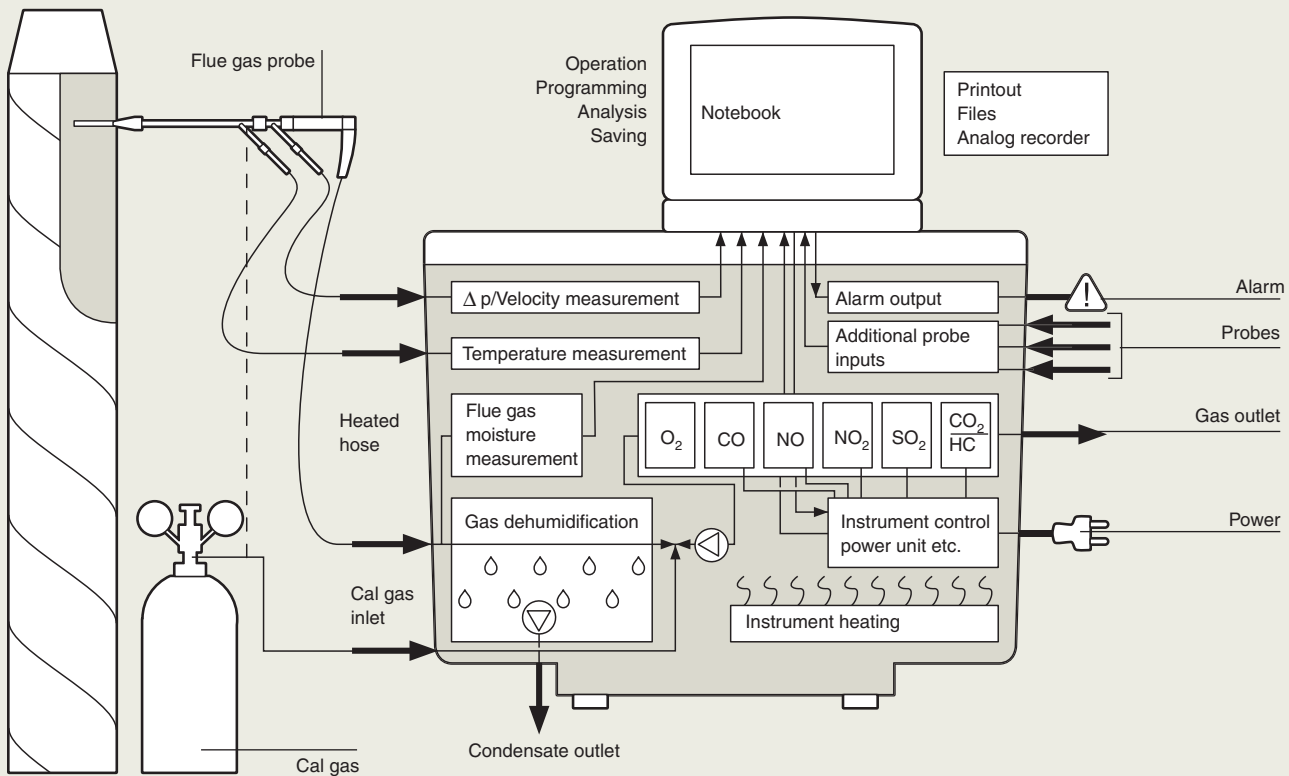 Flue gas probe
Operation
Programming
Analysis
Saving
Notebook
Printout
Files
Analog recorder
Δ p/Velocity measurement
Alarm output
Alarm
Additional probe
inputs
Probes
Temperature measurement
Heated
hose
Flue gas
moisture
measurement
O2
CO
NO
NO2
SO2
CO2
HC
Gas outlet
Gas dehumidification
Instrument control
power unit etc.
Power
Cal gas
inlet
Instrument heating
Condensate outlet
Cal gas